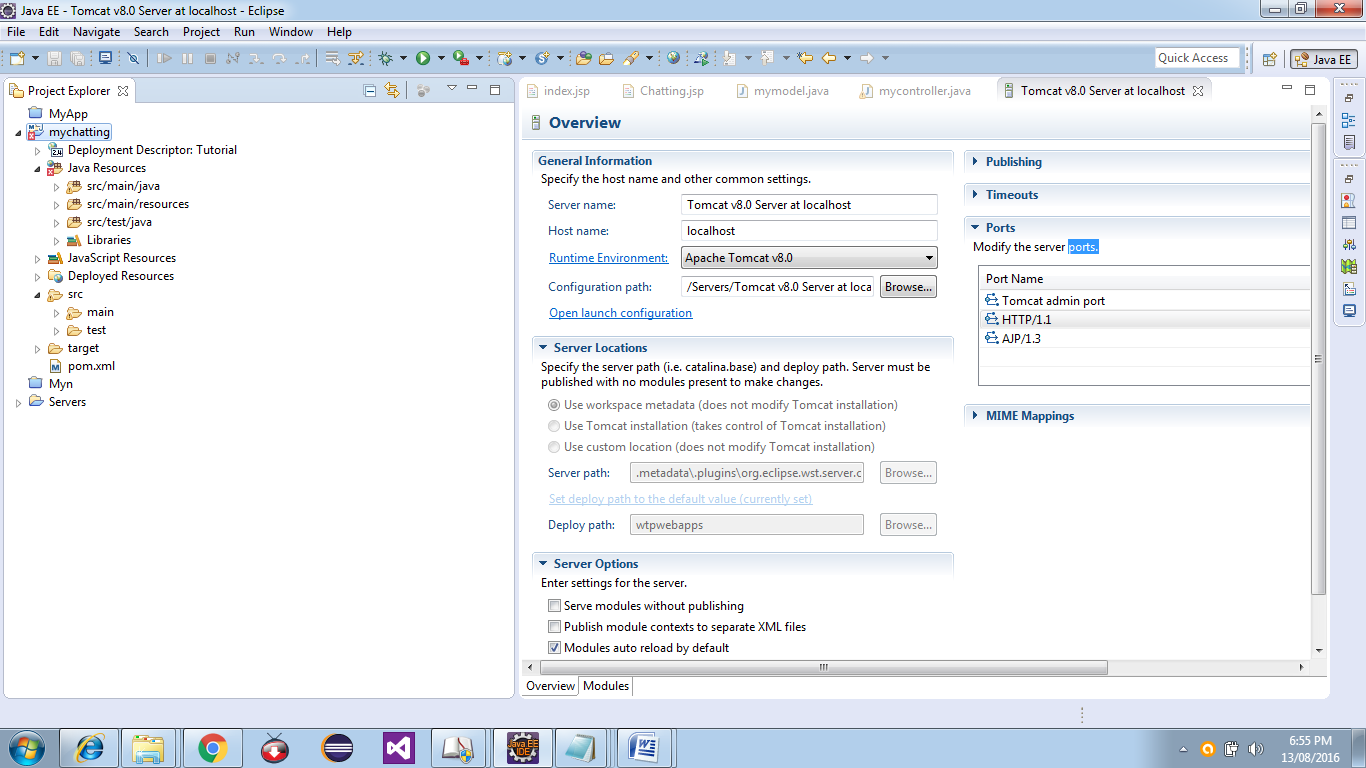 Java EE - Tomcat v8.0 Server at localhost - Eclipse
File Edit Navigate Search Project Run Window Help
Quick Access
Java EE
Project Explorer
MyApp
mychatting
Deployment Descriptor: Tutorial
Java Resources
src/main/java
src/main/resources
src/test/java
Libraries
JavaScript Resources
Deployed Resources
src
main
test
target
pom.xml
Myn
Servers
index.jsp Chatting.jsp mymodel.java mycontroller.java Tomcat v8.0 Server at localhost
Overview
General Information
Specify the host name and other common settings.
Server name: Tomcat v8.0 Server at localhost
Host name: localhost
Runtime Environment: Apache Tomcat v8.0
Configuration path: /Servers/Tomcat v8.0 Server at loca Browse...
Open launch configuration
Server Locations
Specify the server path (i.e. catalina.base) and deploy path. Server must be
published with no modules present to make changes.
Use workspace metadata (does not modify Tomcat installation)
Use Tomcat installation (takes control of Tomcat installation)
Use custom location (does not modify Tomcat installation)
Server path: .metadata\.plugins\org.eclipse.wst.server.c Browse...
Set deploy path to the default value (currently set)
Deploy path: wtpwebapps Browse...
Server Options
Enter settings for the server.
Serve modules without publishing
Publish module contexts to separate XML files
Modules auto reload by default
Publishing
Timeouts
Ports
Modify the server ports.
Port Name
Tomcat admin port
HTTP/1.1
AJP/1.3
MIME Mappings
Overview Modules
6:55 PM
13/08/2016